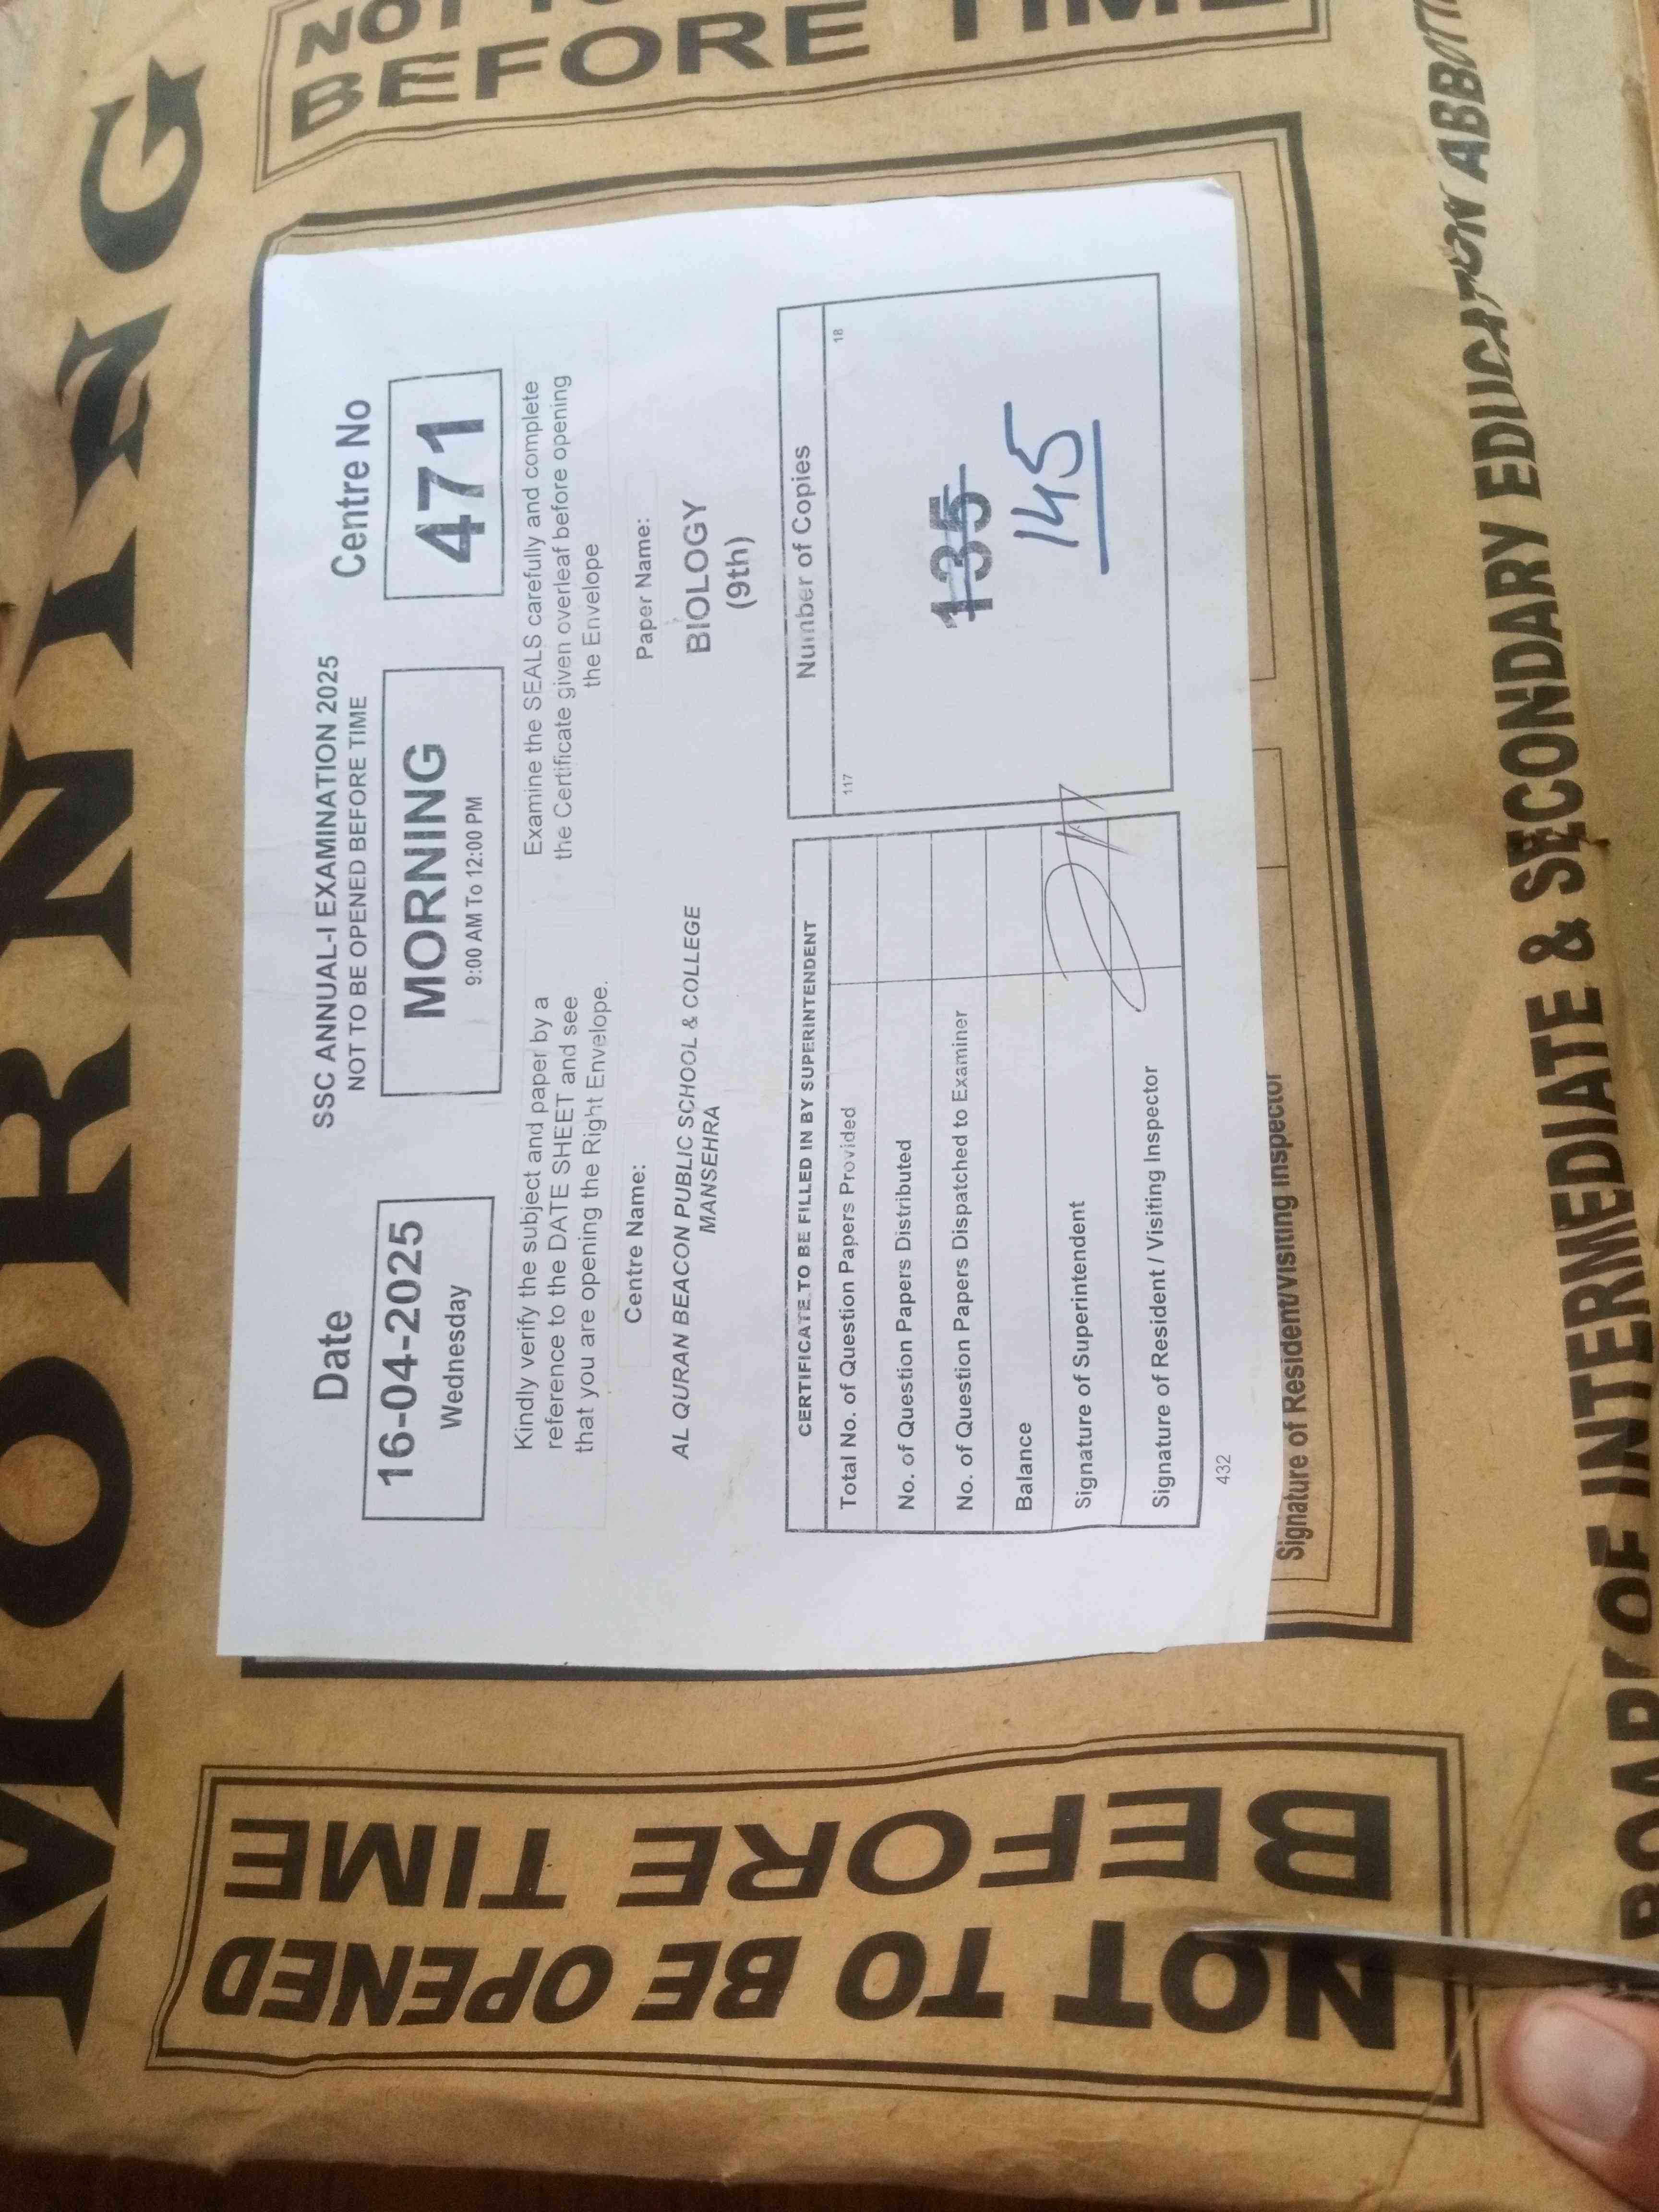 MORNING
NOT TO
BEFORE TIME
SSC ANNUAL-I EXAMINATION 2025
NOT TO BE OPENED BEFORE TIME
Date
16-04-2025
Wednesday
MORNING
9:00 AM To 12:00 PM
Centre No
471
Kindly verify the subject and paper by a
reference to the DATE SHEET and see
that you are opening the Right Envelope.
Examine the SEALS carefully and complete
the Certificate given overleaf before opening
the Envelope
Centre Name:
AL QURAN BEACON PUBLIC SCHOOL & COLLEGE
MANSEHRA
Paper Name:
BIOLOGY
(9th)
CERTIFICATE TO BE FILLED IN BY SUPERINTENDENT
Total No. of Question Papers Provided
No. of Question Papers Distributed
No. of Question Papers Dispatched to Examiner
Balance
Signature of Superintendent
Signature of Resident / Visiting Inspector
Number of Copies
117
18
135
145
432
Signature of Resident/Visiting Inspector
NOT TO BE OPENED
BEFORE TIME
BOARD OF INTERMEDIATE & SECONDARY EDUCATION